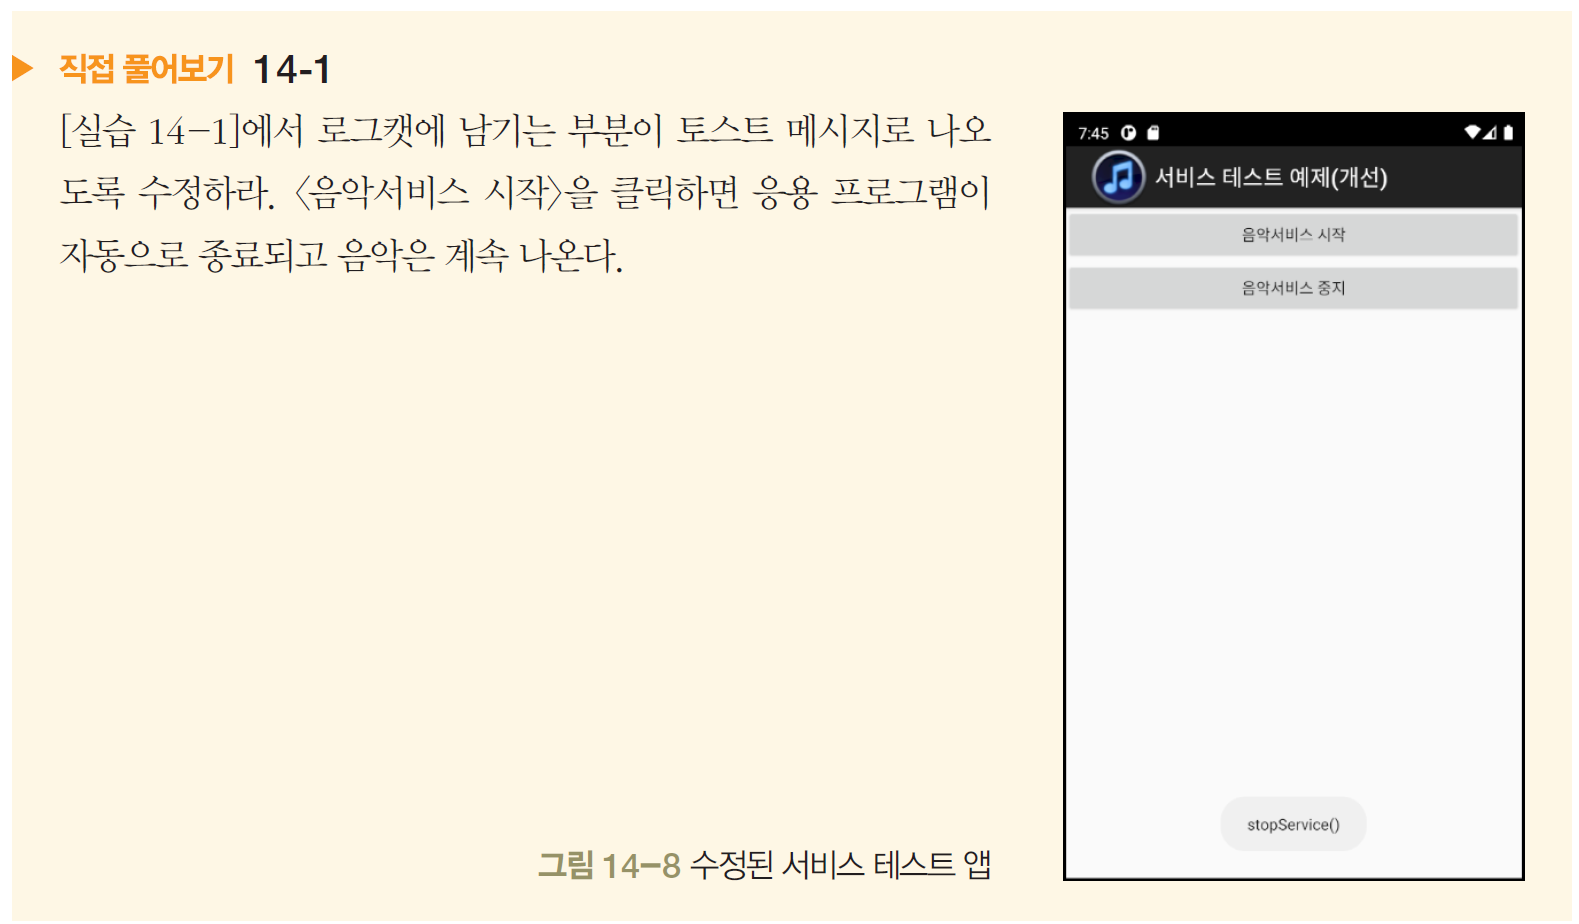 직접 풀어보기 14-1
[실습 14-1]에서 로그캣에 남기는 부분이 토스트 메시지로 나오
도록 수정하라. 〈음악서비스 시작〉을 클릭하면 응용 프로그램이
자동으로 종료되고 음악은 계속 나온다.
7:45
서비스 테스트 예제(개선)
음악서비스 시작
음악서비스 중지
stopService()
그림 14-8 수정된 서비스 테스트 앱